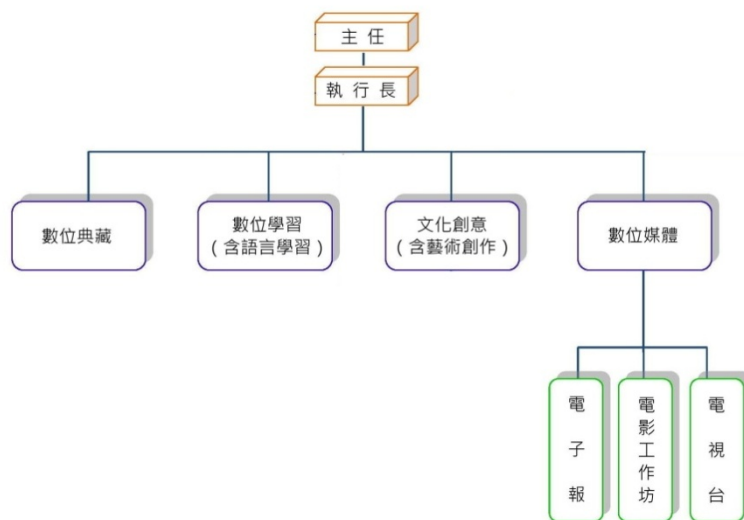 主任
執行長
數位典藏
數位學習
(含語言學習)
文化創意
(含藝術創作)
數位媒體
電子報
電影工作坊
電視台